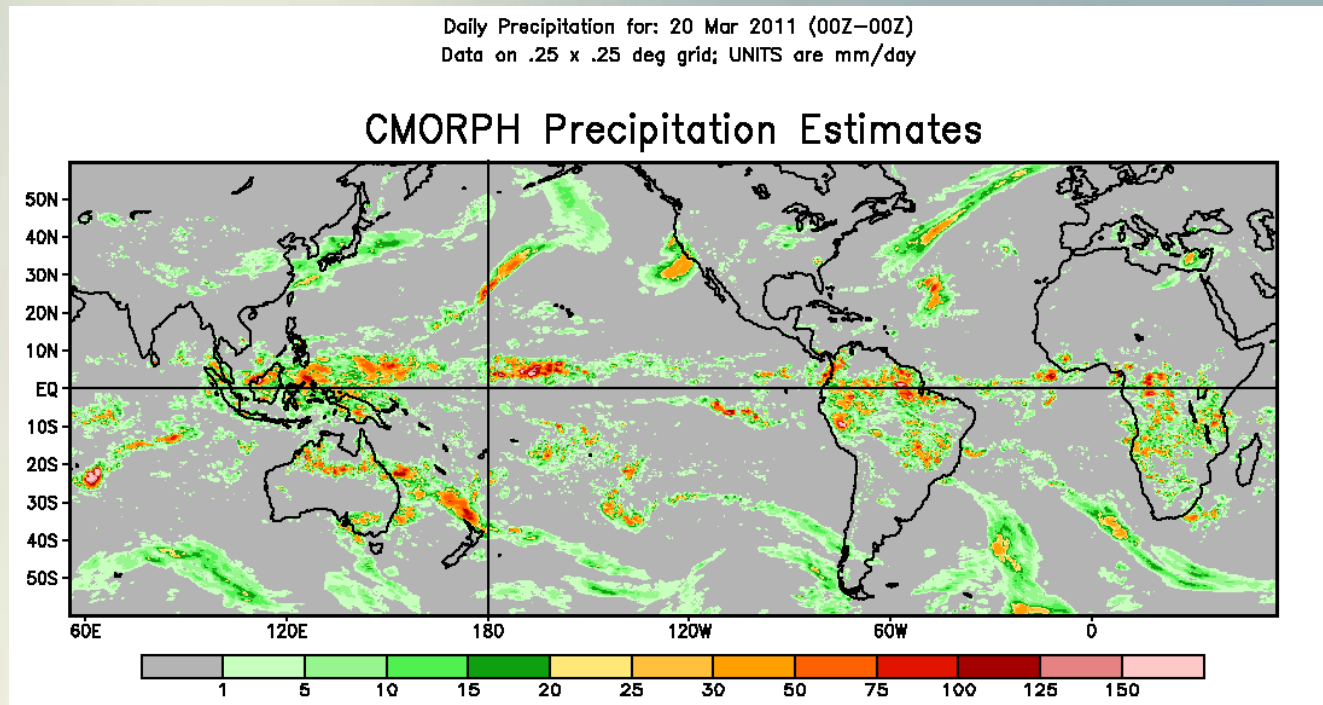 Daily Precipitation for: 20 Mar 2011 (00Z-00Z)
Data on .25 x .25 deg grid; UNITS are mm/day
CMORPH Precipitation Estimates
50N
40N
30N
20N
10N
EQ
10S
20S
30S
40S
50S
60E 120E 180 120W 60W 0
1 5 10 15 20 25 30 50 75 100 125 150